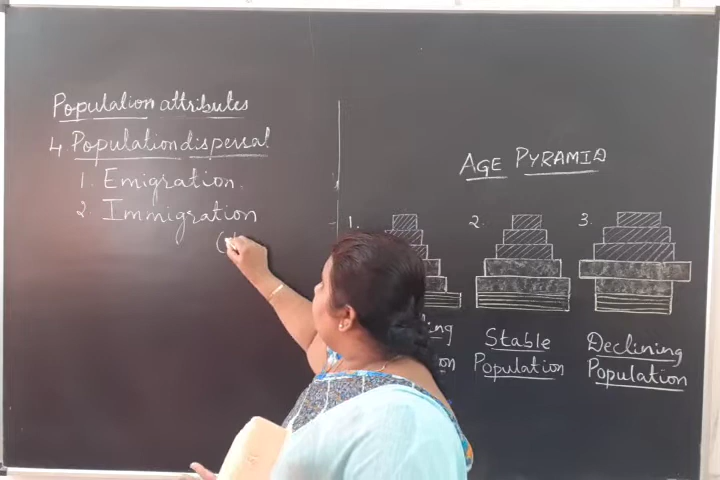 Population attributes
4 Population dispersal
1. Emigration.
2. Immigration
(
AGE PYRAMID
1.
2.
3.
Stable
Population
Declining
Population